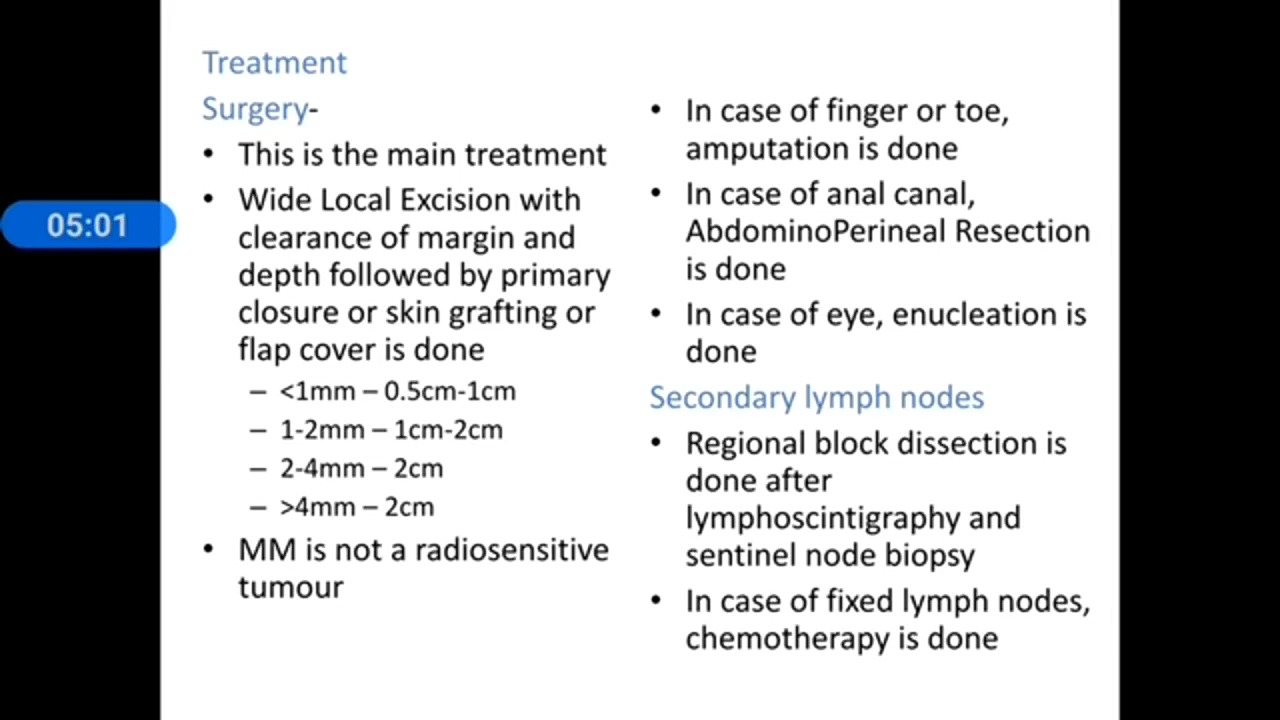 Treatment
Surgery-
• This is the main treatment
• Wide Local Excision with
clearance of margin and
depth followed by primary
closure or skin grafting or
flap cover is done
– <1mm – 0.5cm-1cm
– 1-2mm – 1cm-2cm
– 2-4mm – 2cm
– >4mm – 2cm
• MM is not a radiosensitive
tumour
• In case of finger or toe,
amputation is done
• In case of anal canal,
AbdominoPerineal Resection
is done
• In case of eye, enucleation is
done
Secondary lymph nodes
• Regional block dissection is
done after
lymphoscintigraphy and
sentinel node biopsy
• In case of fixed lymph nodes,
chemotherapy is done
05:01